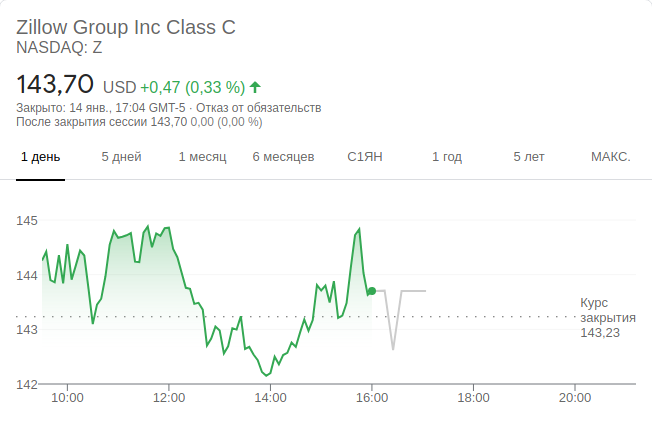 Zillow Group Inc Class C
NASDAQ: Z
143,70 USD +0,47 (0,33 %)
Закрыто: 14 янв., 17:04 GMT-5 · Отказ от обязательств
После закрытия сессии 143,70 0,00 (0,00 %)
1 день 5 дней 1 месяц 6 месяцев С1ЯН 1 год 5 лет МАКС.
145
144
Курс
закрытия
143,23
143
142
10:00 12:00 14:00 16:00 18:00 20:00